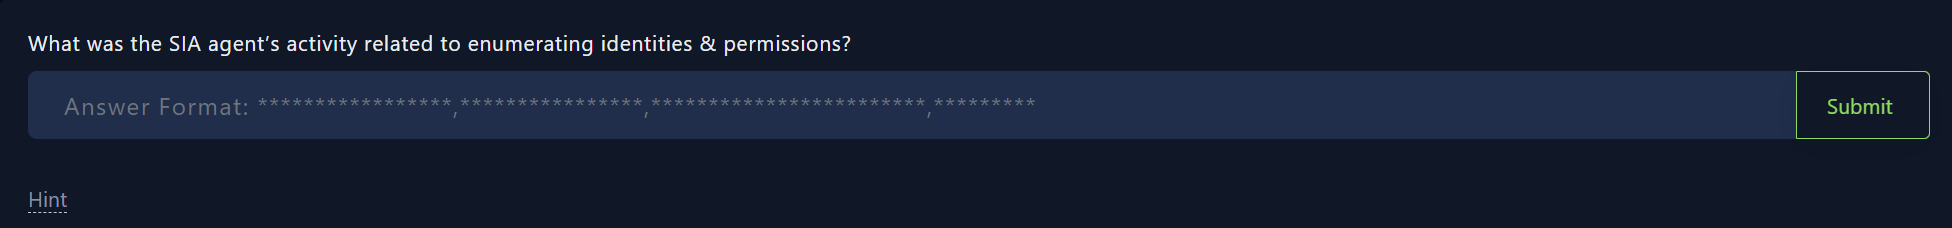 What was the SIA agent’s activity related to enumerating identities & permissions?
Answer Format: *****************,****************,************************,*********
Submit
Hint